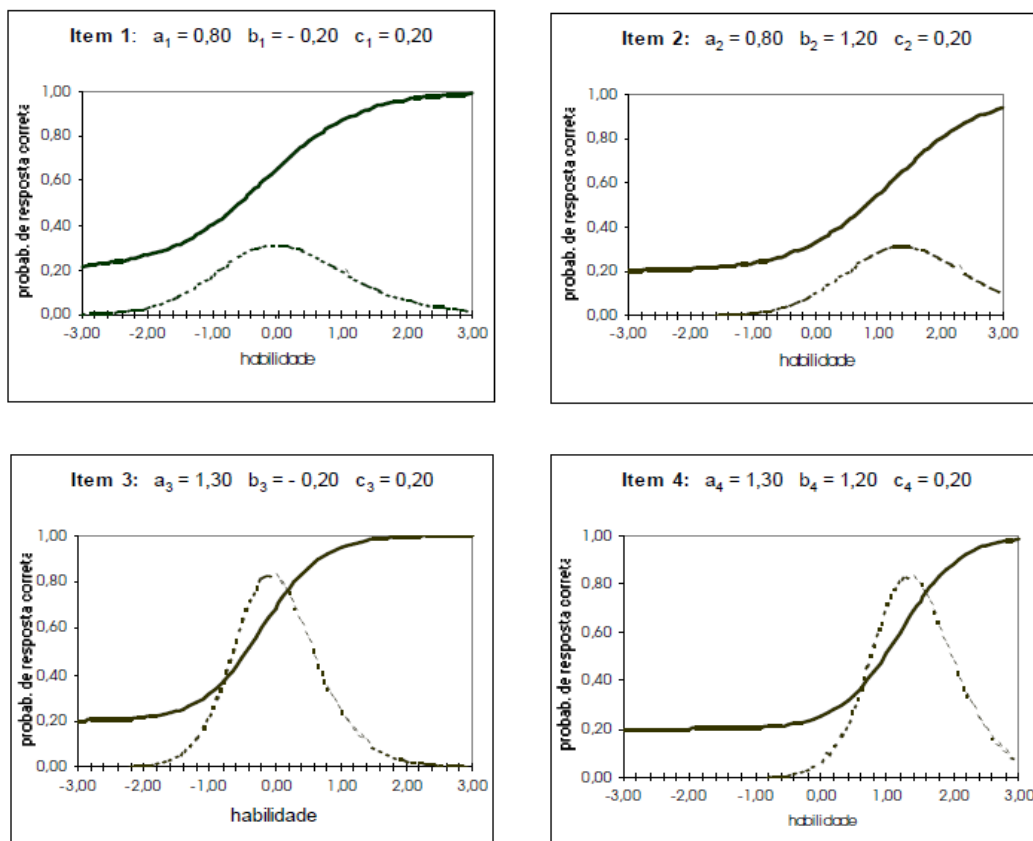 Item 1: a₁ = 0,80 b₁ = - 0,20 c₁ = 0,20
probab. de resposta correta
1,00
0,80
0,60
0,40
0,20
0,00
-3,00 -2,00 -1,00 0,00 1,00 2,00 3,00
habilidade
Item 2: a₂ = 0,80 b₂ = 1,20 c₂ = 0,20
probab. de resposta correta
1,00
0,80
0,60
0,40
0,20
0,00
-3,00 -2,00 -1,00 0,00 1,00 2,00 3,00
habilidade
Item 3: a₃ = 1,30 b₃ = - 0,20 c₃ = 0,20
probab. de resposta correta
1,00
0,80
0,60
0,40
0,20
0,00
-3,00 -2,00 -1,00 0,00 1,00 2,00 3,00
habilidade
Item 4: a₄ = 1,30 b₄ = 1,20 c₄ = 0,20
probab. de resposta correta
1,00
0,80
0,60
0,40
0,20
0,00
-3,00 -2,00 -1,00 0,00 1,00 2,00 3,00
habilidade